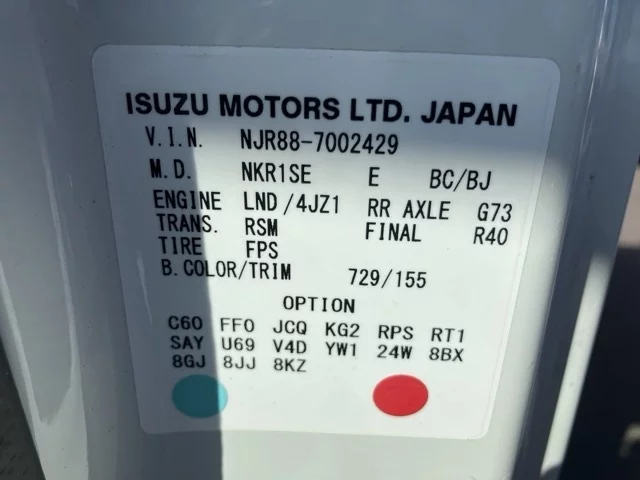 ISUZU MOTORS LTD. JAPAN
V.I.N. NJR88-7002429
M.D. NKR1SE E BC/BJ
ENGINE LND/4JZ1 RR AXLE G73
TRANS. RSM FINAL R40
TIRE FPS
B.COLOR/TRIM 729/155
OPTION
C60 FF0 JCQ KG2 RPS RT1
SAY U69 V4D YW1 24W 8BX
8GJ 8JJ 8KZ